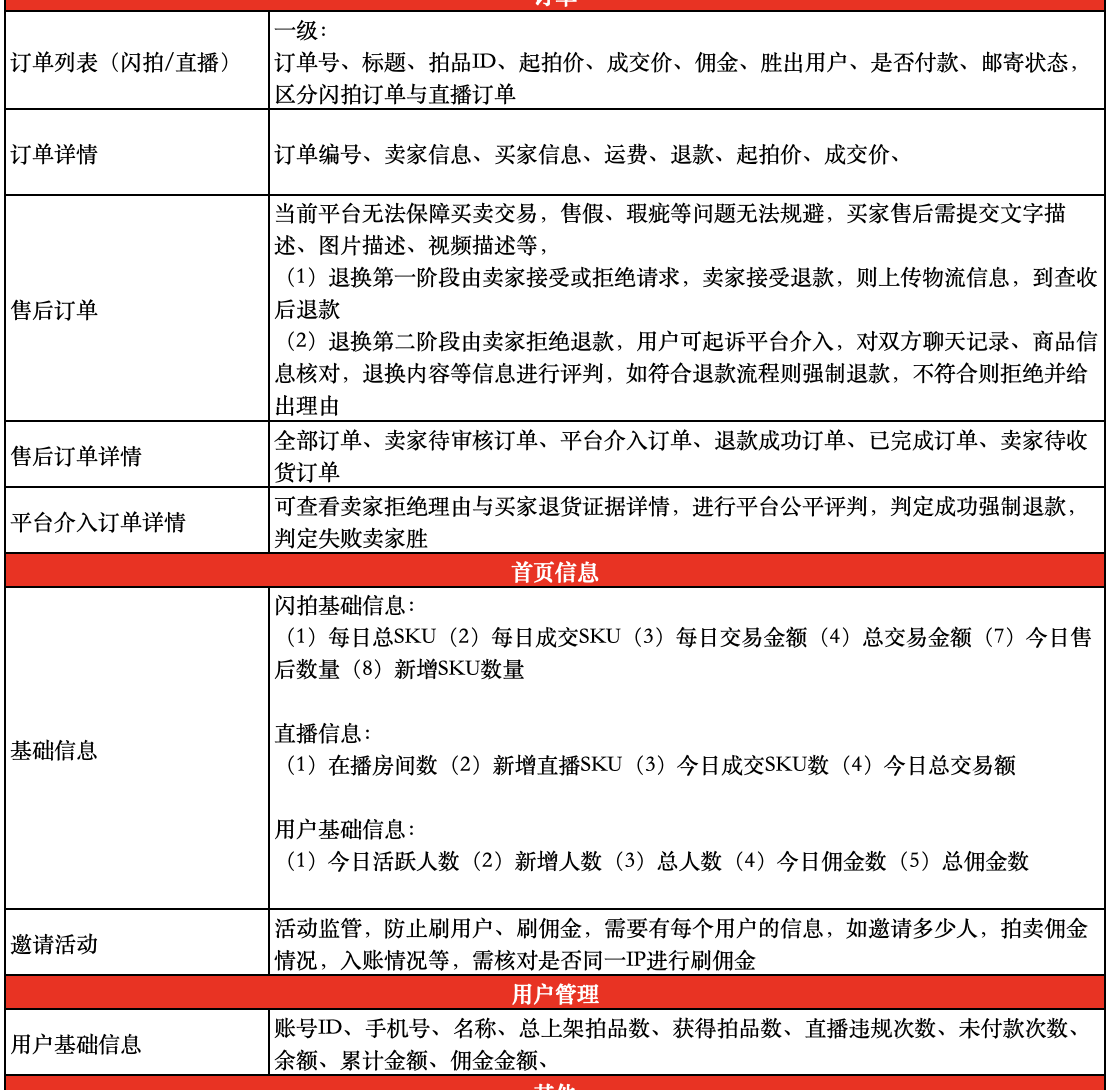 订单
一级：
订单列表（闪拍/直播）
订单号、标题、拍品ID、起拍价、成交价、佣金、胜出用户、是否付款、邮寄状态，
区分闪拍订单与直播订单
订单详情
订单编号、卖家信息、买家信息、运费、退款、起拍价、成交价、
售后订单
当前平台无法保障买卖交易，售假、瑕疵等问题无法规避，买家售后需提交文字描
述、图片描述、视频描述等，
（1）退换第一阶段由卖家接受或拒绝请求，卖家接受退款，则上传物流信息，到查收
后退款
（2）退换第二阶段由卖家拒绝退款，用户可起诉平台介入，对双方聊天记录、商品信
息核对，退换内容等信息进行评判，如符合退款流程则强制退款，不符合则拒绝并给
出理由
售后订单详情
全部订单、卖家待审核订单、平台介入订单、退款成功订单、已完成订单、卖家待收
货订单
平台介入订单详情
可查看卖家拒绝理由与买家退货证据详情，进行平台公平评判，判定成功强制退款，
判定失败卖家胜
首页信息
基础信息
闪拍基础信息：
（1）每日总SKU（2）每日成交SKU（3）每日交易金额（4）总交易金额（7）今日售
后数量（8）新增SKU数量
直播信息：
（1）在播房间数（2）新增直播SKU（3）今日成交SKU数（4）今日总交易额
用户基础信息：
（1）今日活跃人数（2）新增人数（3）总人数（4）今日佣金数（5）总佣金数
邀请活动
活动监管，防止刷用户、刷佣金，需要有每个用户的信息，如邀请多少人，拍卖佣金
情况，入账情况等，需核对是否同一IP进行刷佣金
用户管理
用户基础信息
账号ID、手机号、名称、总上架拍品数、获得拍品数、直播违规次数、未付款次数、
余额、累计金额、佣金金额、
其他